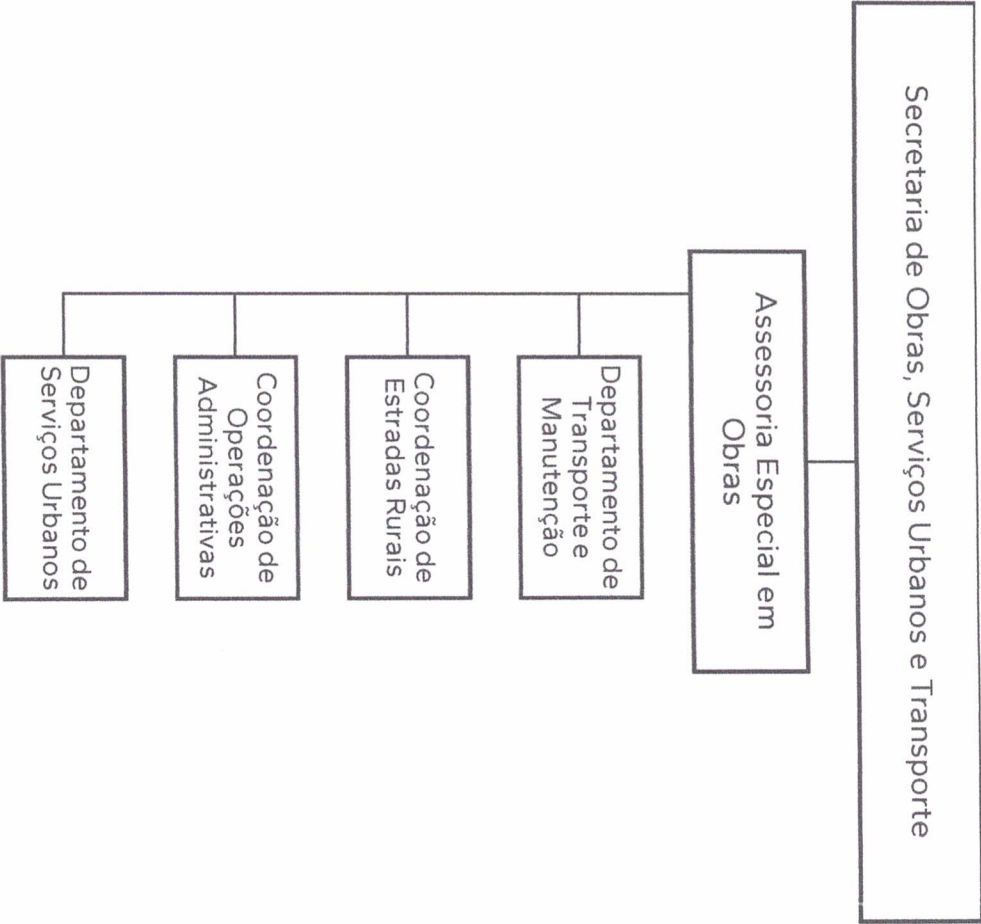 Secretaria de Obras, Serviços Urbanos e Transporte
Assessoria Especial em
Obras
Departamento de
Transporte e
Manutenção
Coordenação de
Estradas Rurais
Coordenação de
Operações
Administrativas
Departamento de
Serviços Urbanos